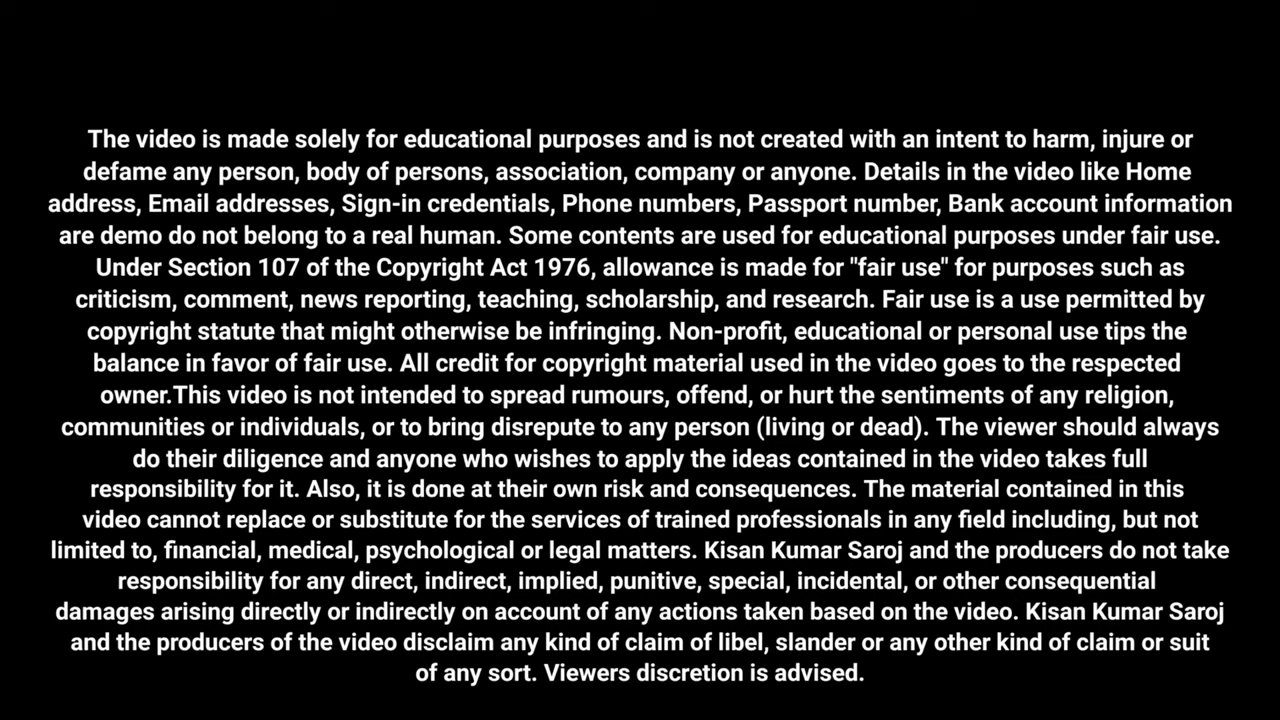 The video is made solely for educational purposes and is not created with an intent to harm, injure or
defame any person, body of persons, association, company or anyone. Details in the video like Home
address, Email addresses, Sign-in credentials, Phone numbers, Passport number, Bank account information
are demo do not belong to a real human. Some contents are used for educational purposes under fair use.
Under Section 107 of the Copyright Act 1976, allowance is made for "fair use" for purposes such as
criticism, comment, news reporting, teaching, scholarship, and research. Fair use is a use permitted by
copyright statute that might otherwise be infringing. Non-profit, educational or personal use tips the
balance in favor of fair use. All credit for copyright material used in the video goes to the respected
owner.This video is not intended to spread rumours, offend, or hurt the sentiments of any religion,
communities or individuals, or to bring disrepute to any person (living or dead). The viewer should always
do their diligence and anyone who wishes to apply the ideas contained in the video takes full
responsibility for it. Also, it is done at their own risk and consequences. The material contained in this
video cannot replace or substitute for the services of trained professionals in any field including, but not
limited to, financial, medical, psychological or legal matters. Kisan Kumar Saroj and the producers do not take
responsibility for any direct, indirect, implied, punitive, special, incidental, or other consequential
damages arising directly or indirectly on account of any actions taken based on the video. Kisan Kumar Saroj
and the producers of the video disclaim any kind of claim of libel, slander or any other kind of claim or suit
of any sort. Viewers discretion is advised.